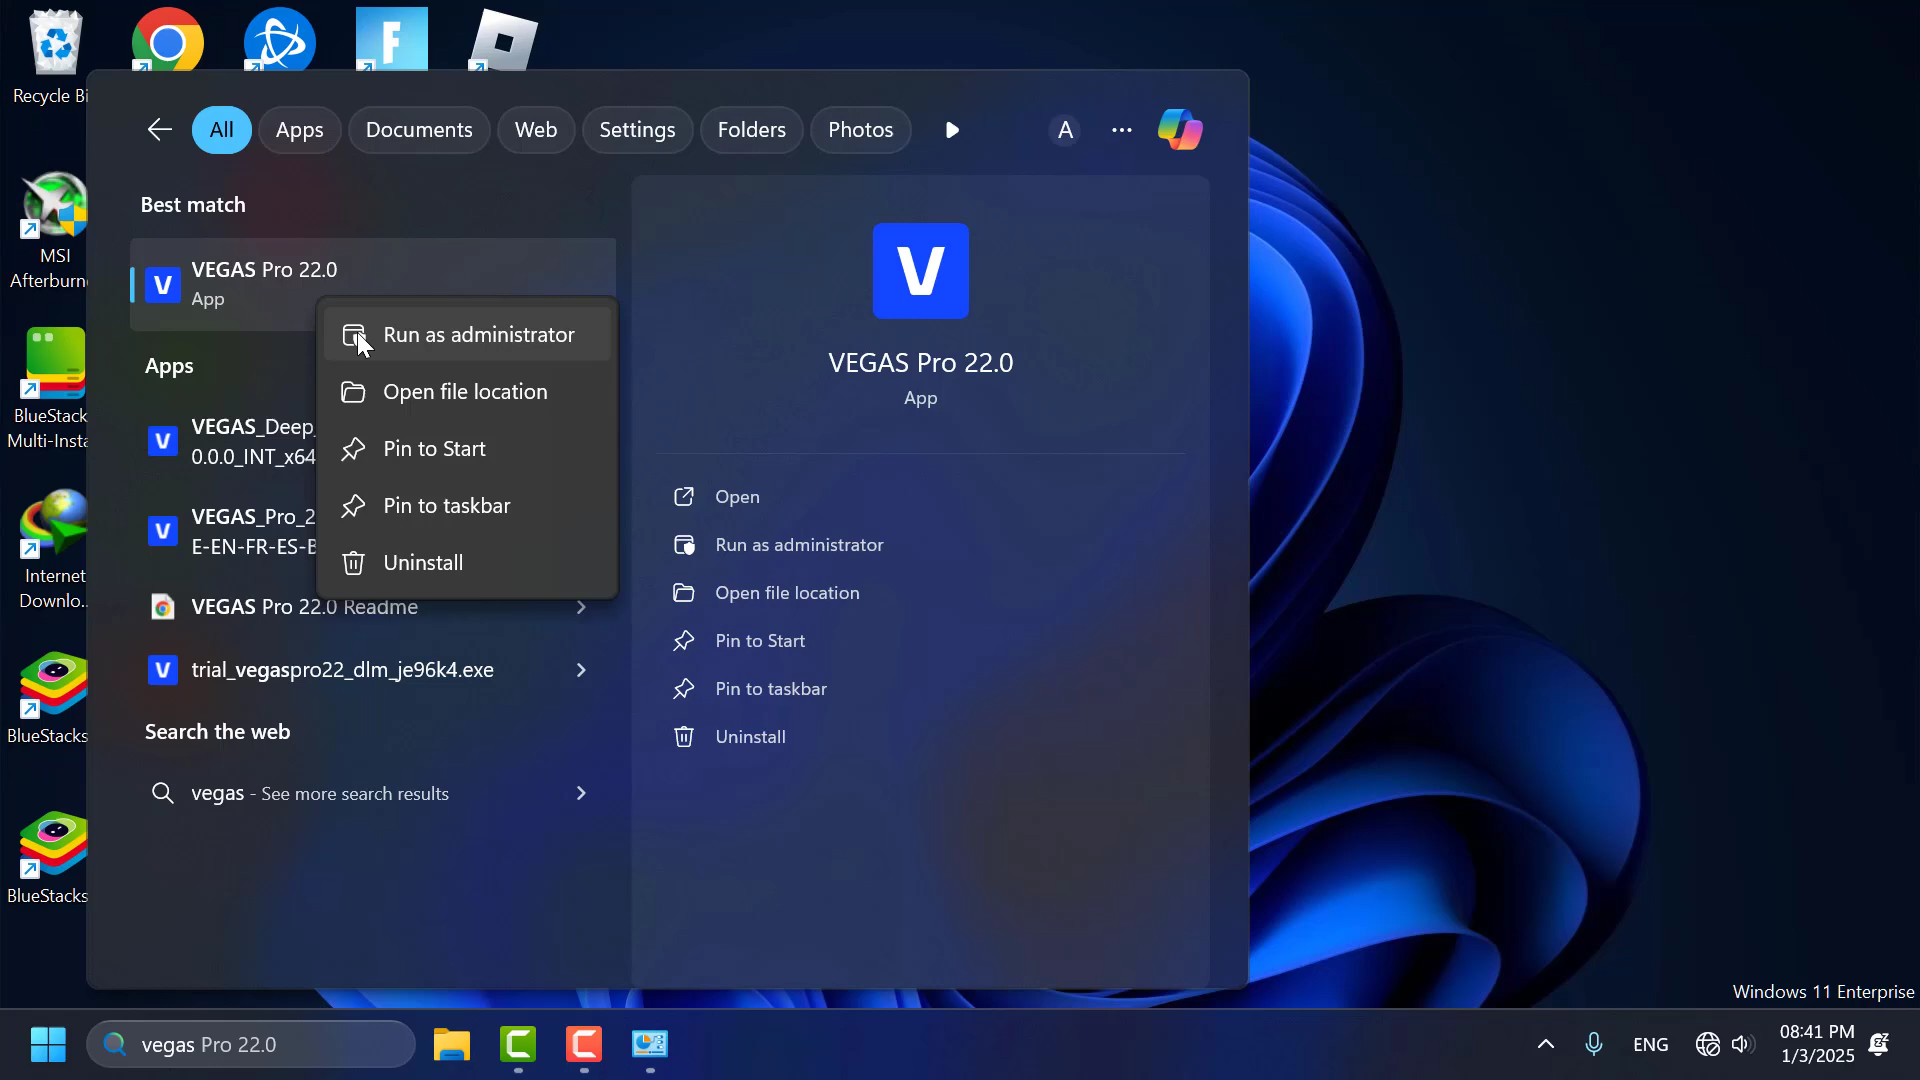 Recycle Bi
MSI
Afterburn
BlueStack
Multi-Insta
Internet
Downlo...
BlueStacks
BlueStacks
All
Apps
Documents
Web
Settings
Folders
Photos
A
Best match
VEGAS Pro 22.0
App
Run as administrator
Open file location
Pin to Start
Pin to taskbar
Uninstall
Apps
VEGAS_Deep_
0.0.0_INT_x64
VEGAS_Pro_2
E-EN-FR-ES-B
VEGAS Pro 22.0 Readme
trial_vegaspro22_dlm_je96k4.exe
Search the web
vegas - See more search results
V
VEGAS Pro 22.0
App
Open
Run as administrator
Open file location
Pin to Start
Pin to taskbar
Uninstall
Windows 11 Enterprise
vegas Pro 22.0
ENG
08:41 PM
1/3/2025